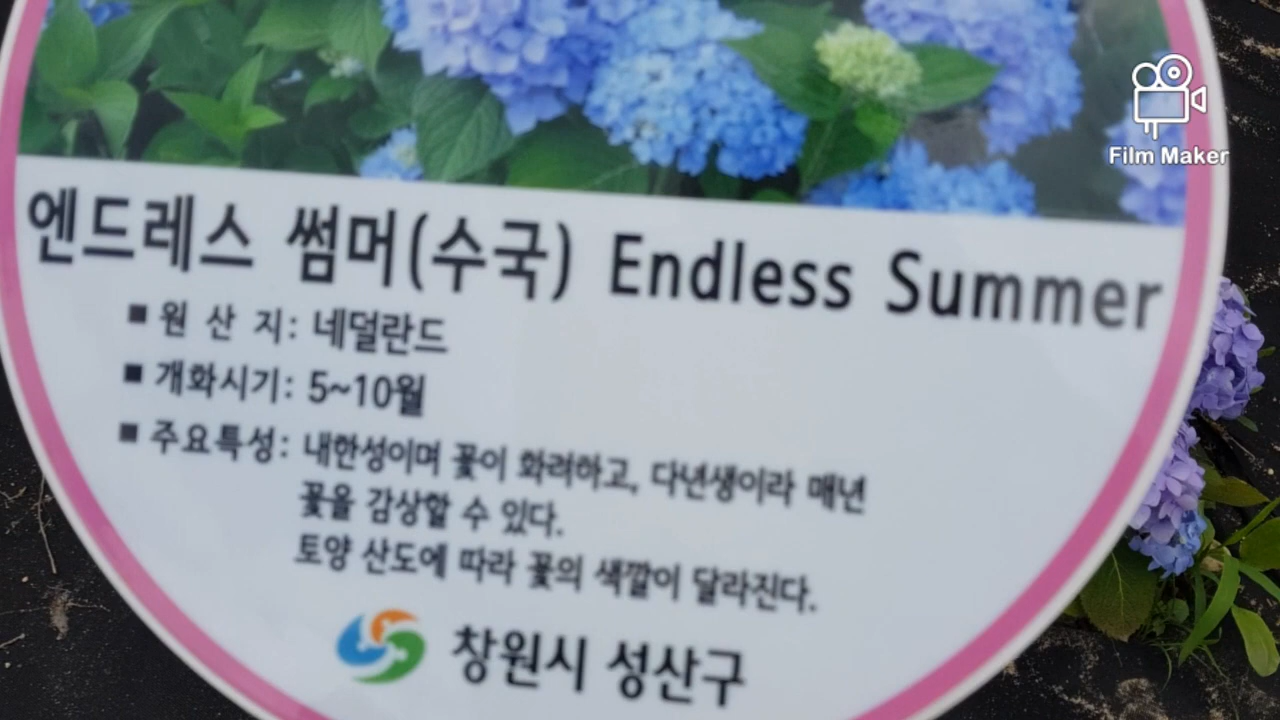 Film Maker
엔드레스 썸머(수국) Endless Summer
■ 원 산 지: 네덜란드
■ 개화시기: 5~10월
■ 주요특성: 내한성이며 꽃이 화려하고, 다년생이라 매년
꽃을 감상할 수 있다.
토양 산도에 따라 꽃의 색깔이 달라진다.
창원시 성산구